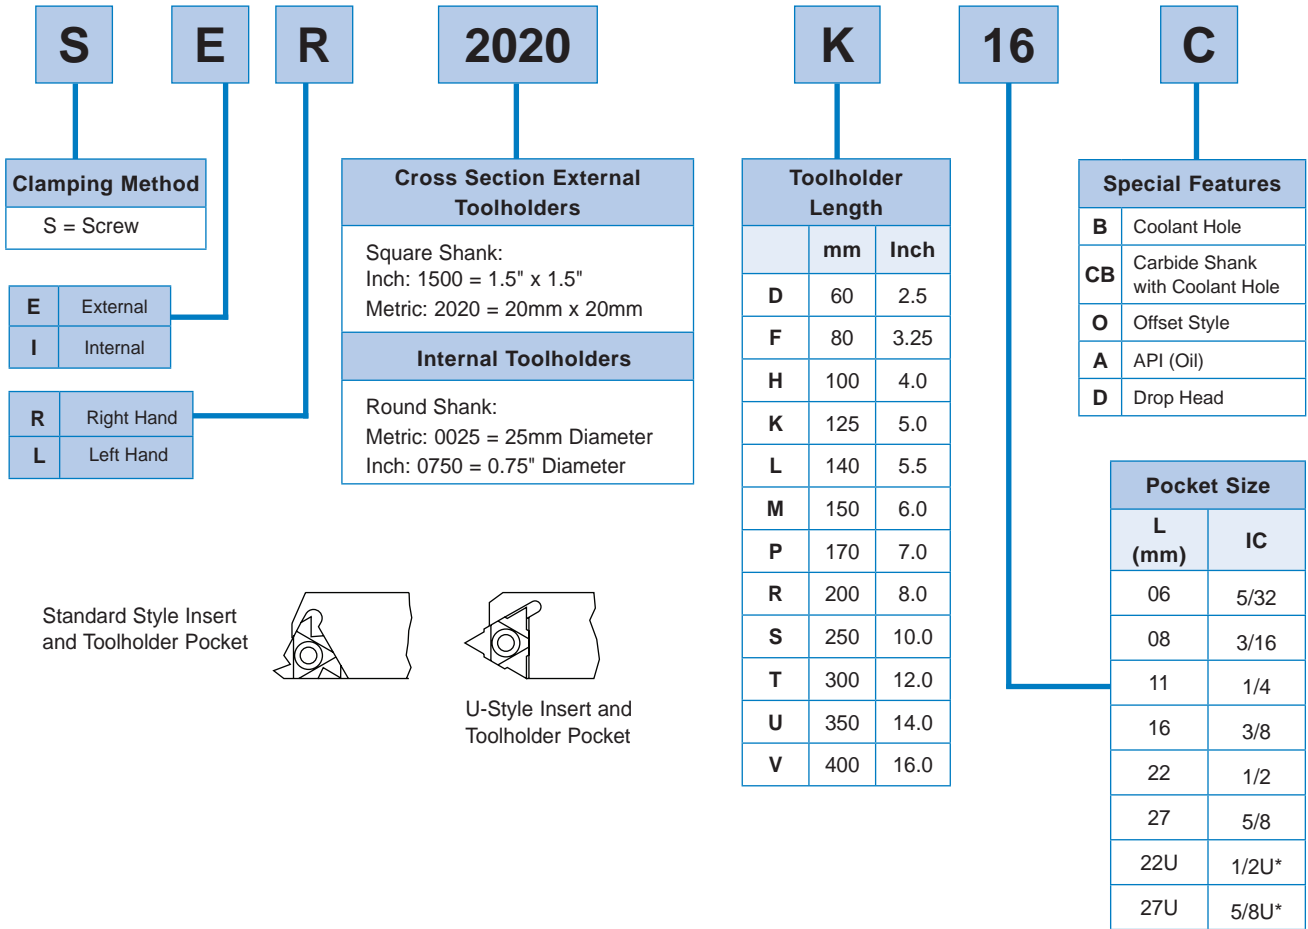 S E R 2020 K 16 C
Clamping Method
S = Screw
E External
I Internal
R Right Hand
L Left Hand
Cross Section External
Toolholders
Square Shank:
Inch: 1500 = 1.5" x 1.5"
Metric: 2020 = 20mm x 20mm
Internal Toolholders
Round Shank:
Metric: 0025 = 25mm Diameter
Inch: 0750 = 0.75" Diameter
Toolholder
Length
mm Inch
D 60 2.5
F 80 3.25
H 100 4.0
K 125 5.0
L 140 5.5
M 150 6.0
P 170 7.0
R 200 8.0
S 250 10.0
T 300 12.0
U 350 14.0
V 400 16.0
Special Features
B Coolant Hole
CB Carbide Shank
with Coolant Hole
O Offset Style
A API (Oil)
D Drop Head
Pocket Size
L
(mm) IC
06 5/32
08 3/16
11 1/4
16 3/8
22 1/2
27 5/8
22U 1/2U*
27U 5/8U*
Standard Style Insert
and Toolholder Pocket
U-Style Insert and
Toolholder Pocket